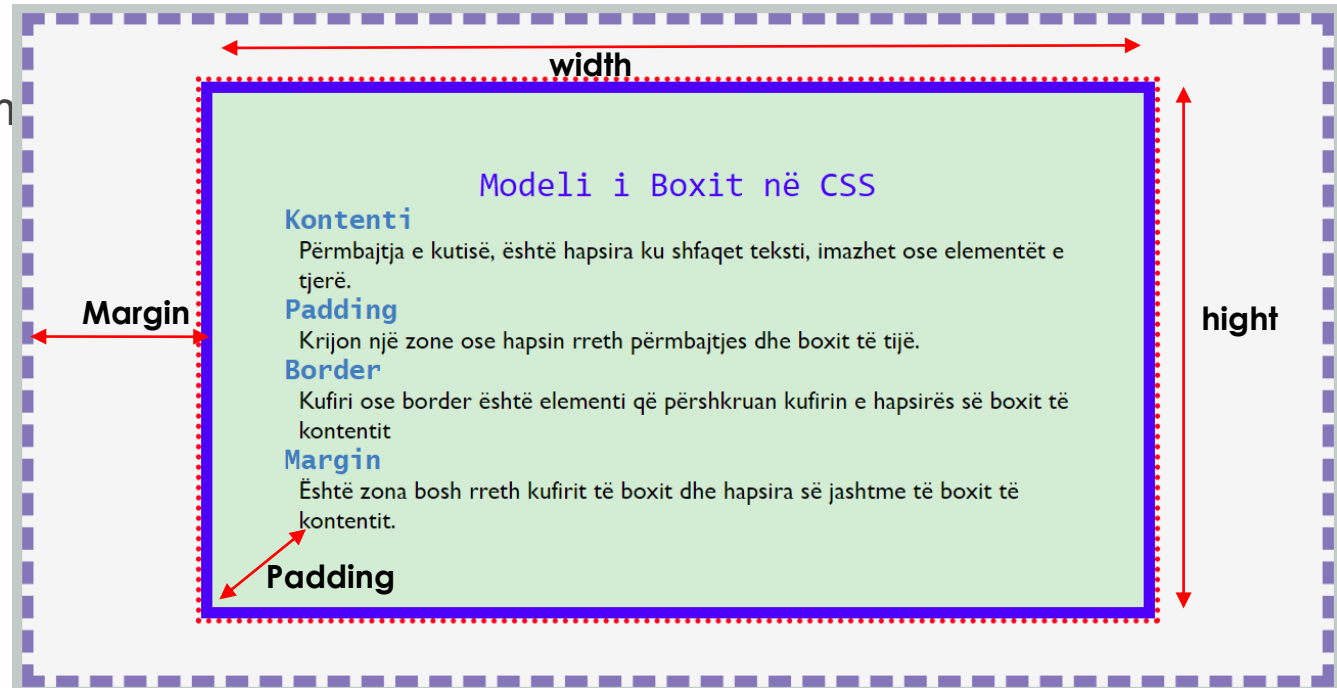 width
Modeli i Boxit në CSS
Kontenti
Përmbajtja e kutisë, është hapsira ku shfaqet teksti, imazhet ose elementët e
tjerë.
Padding
Krijon një zone ose hapsin rreth përmbajtjes dhe boxit të tijë.
Border
Kufiri ose border është elementi që përshkruan kufirin e hapsirës së boxit të
kontentit
Margin
Është zona bosh rreth kufirit të boxit dhe hapsira së jashtme të boxit të
kontentit.
Margin
hight
Padding